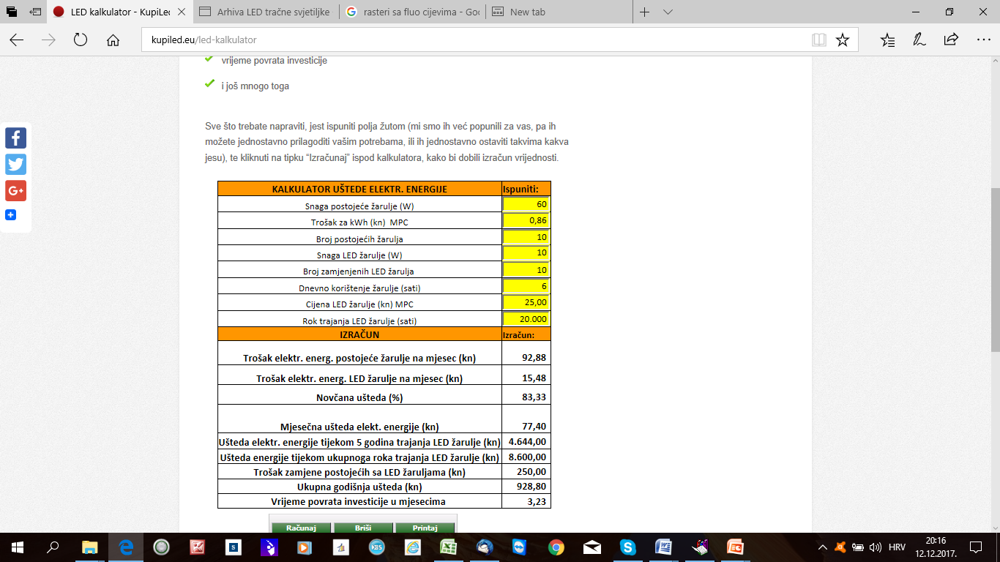 LED kalkulator - KupiLec
Arhiva LED tračne svjetiljke
rasteri sa fluo cijevima - Goo
New tab
kupiled.eu/led-kalkulator
vrijeme povrata investicije
i još mnogo toga
Sve što trebate napraviti, jest ispuniti polja žutom (mi smo ih već popunili za vas, pa ih
možete jednostavno prilagoditi vašim potrebama, ili ih jednostavno ostaviti takvima kakva
jesu), te kliknuti na tipku “Izračunaj” ispod kalkulatora, kako bi dobili izračun vrijednosti.
KALKULATOR UŠTEDE ELEKTR. ENERGIJE Ispuniti:
Snaga postojeće žarulje (W) 60
Trošak za kWh (kn) MPC 0,86
Broj postojećih žarulja 10
Snaga LED žarulje (W) 10
Broj zamjenjenih LED žarulja 10
Dnevno korištenje žarulje (sati) 6
Cijena LED žarulje (kn) MPC 25,00
Rok trajanja LED žarulje (sati) 20.000
IZRAČUN Izračun:
Trošak elektr. energ. postojeće žarulje na mjesec (kn) 92,88
Trošak elektr. energ. LED žarulje na mjesec (kn) 15,48
Novčana ušteda (%) 83,33
Mjesečna ušteda elekt. energije (kn) 77,40
Ušteda elektr. energije tijekom 5 godina trajanja LED žarulje (kn) 4.644,00
Ušteda energije tijekom ukupnoga roka trajanja LED žarulje (kn) 8.600,00
Trošak zamjene postojećih sa LED žaruljama (kn) 250,00
Ukupna godišnja ušteda (kn) 928,80
Vrijeme povrata investicije u mjesecima 3,23
Računaj Briši Printaj
HRV
20:16
12.12.2017.